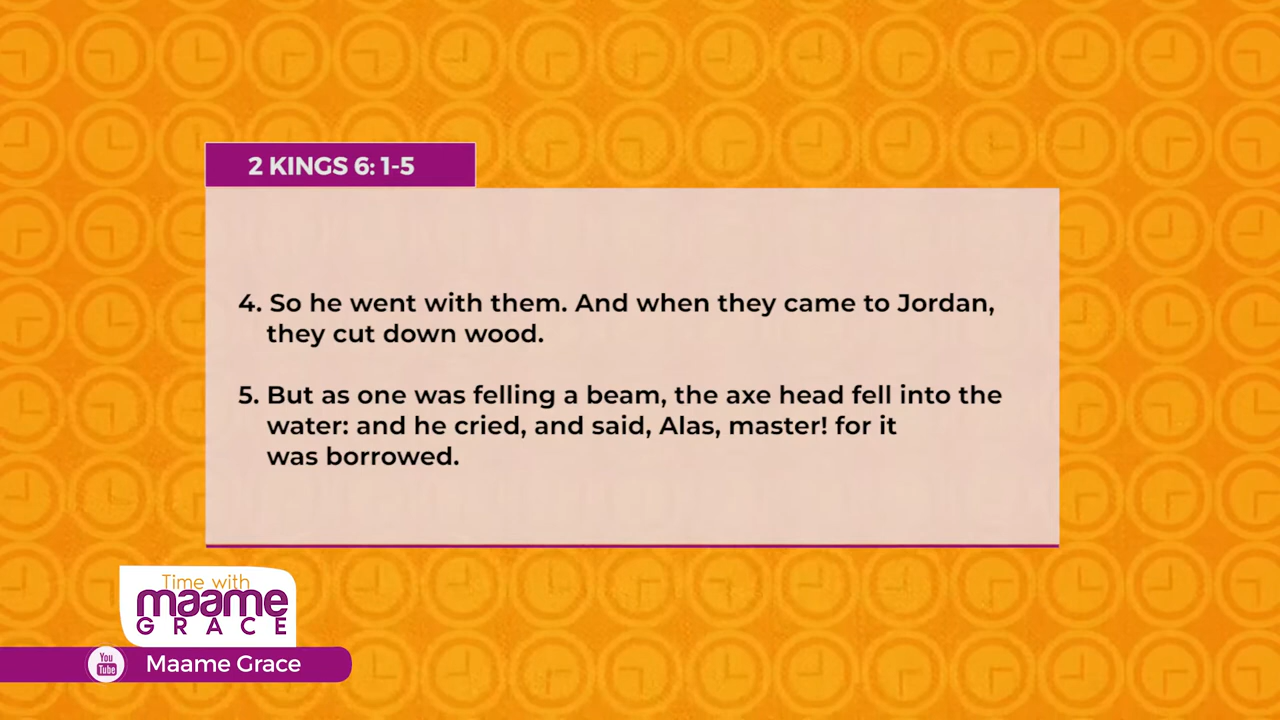 2 KINGS 6: 1-5
4. So he went with them. And when they came to Jordan,
they cut down wood.
5. But as one was felling a beam, the axe head fell into the
water: and he cried, and said, Alas, master! for it
was borrowed.
Time with
maame
GRACE
You
Tube
Maame Grace